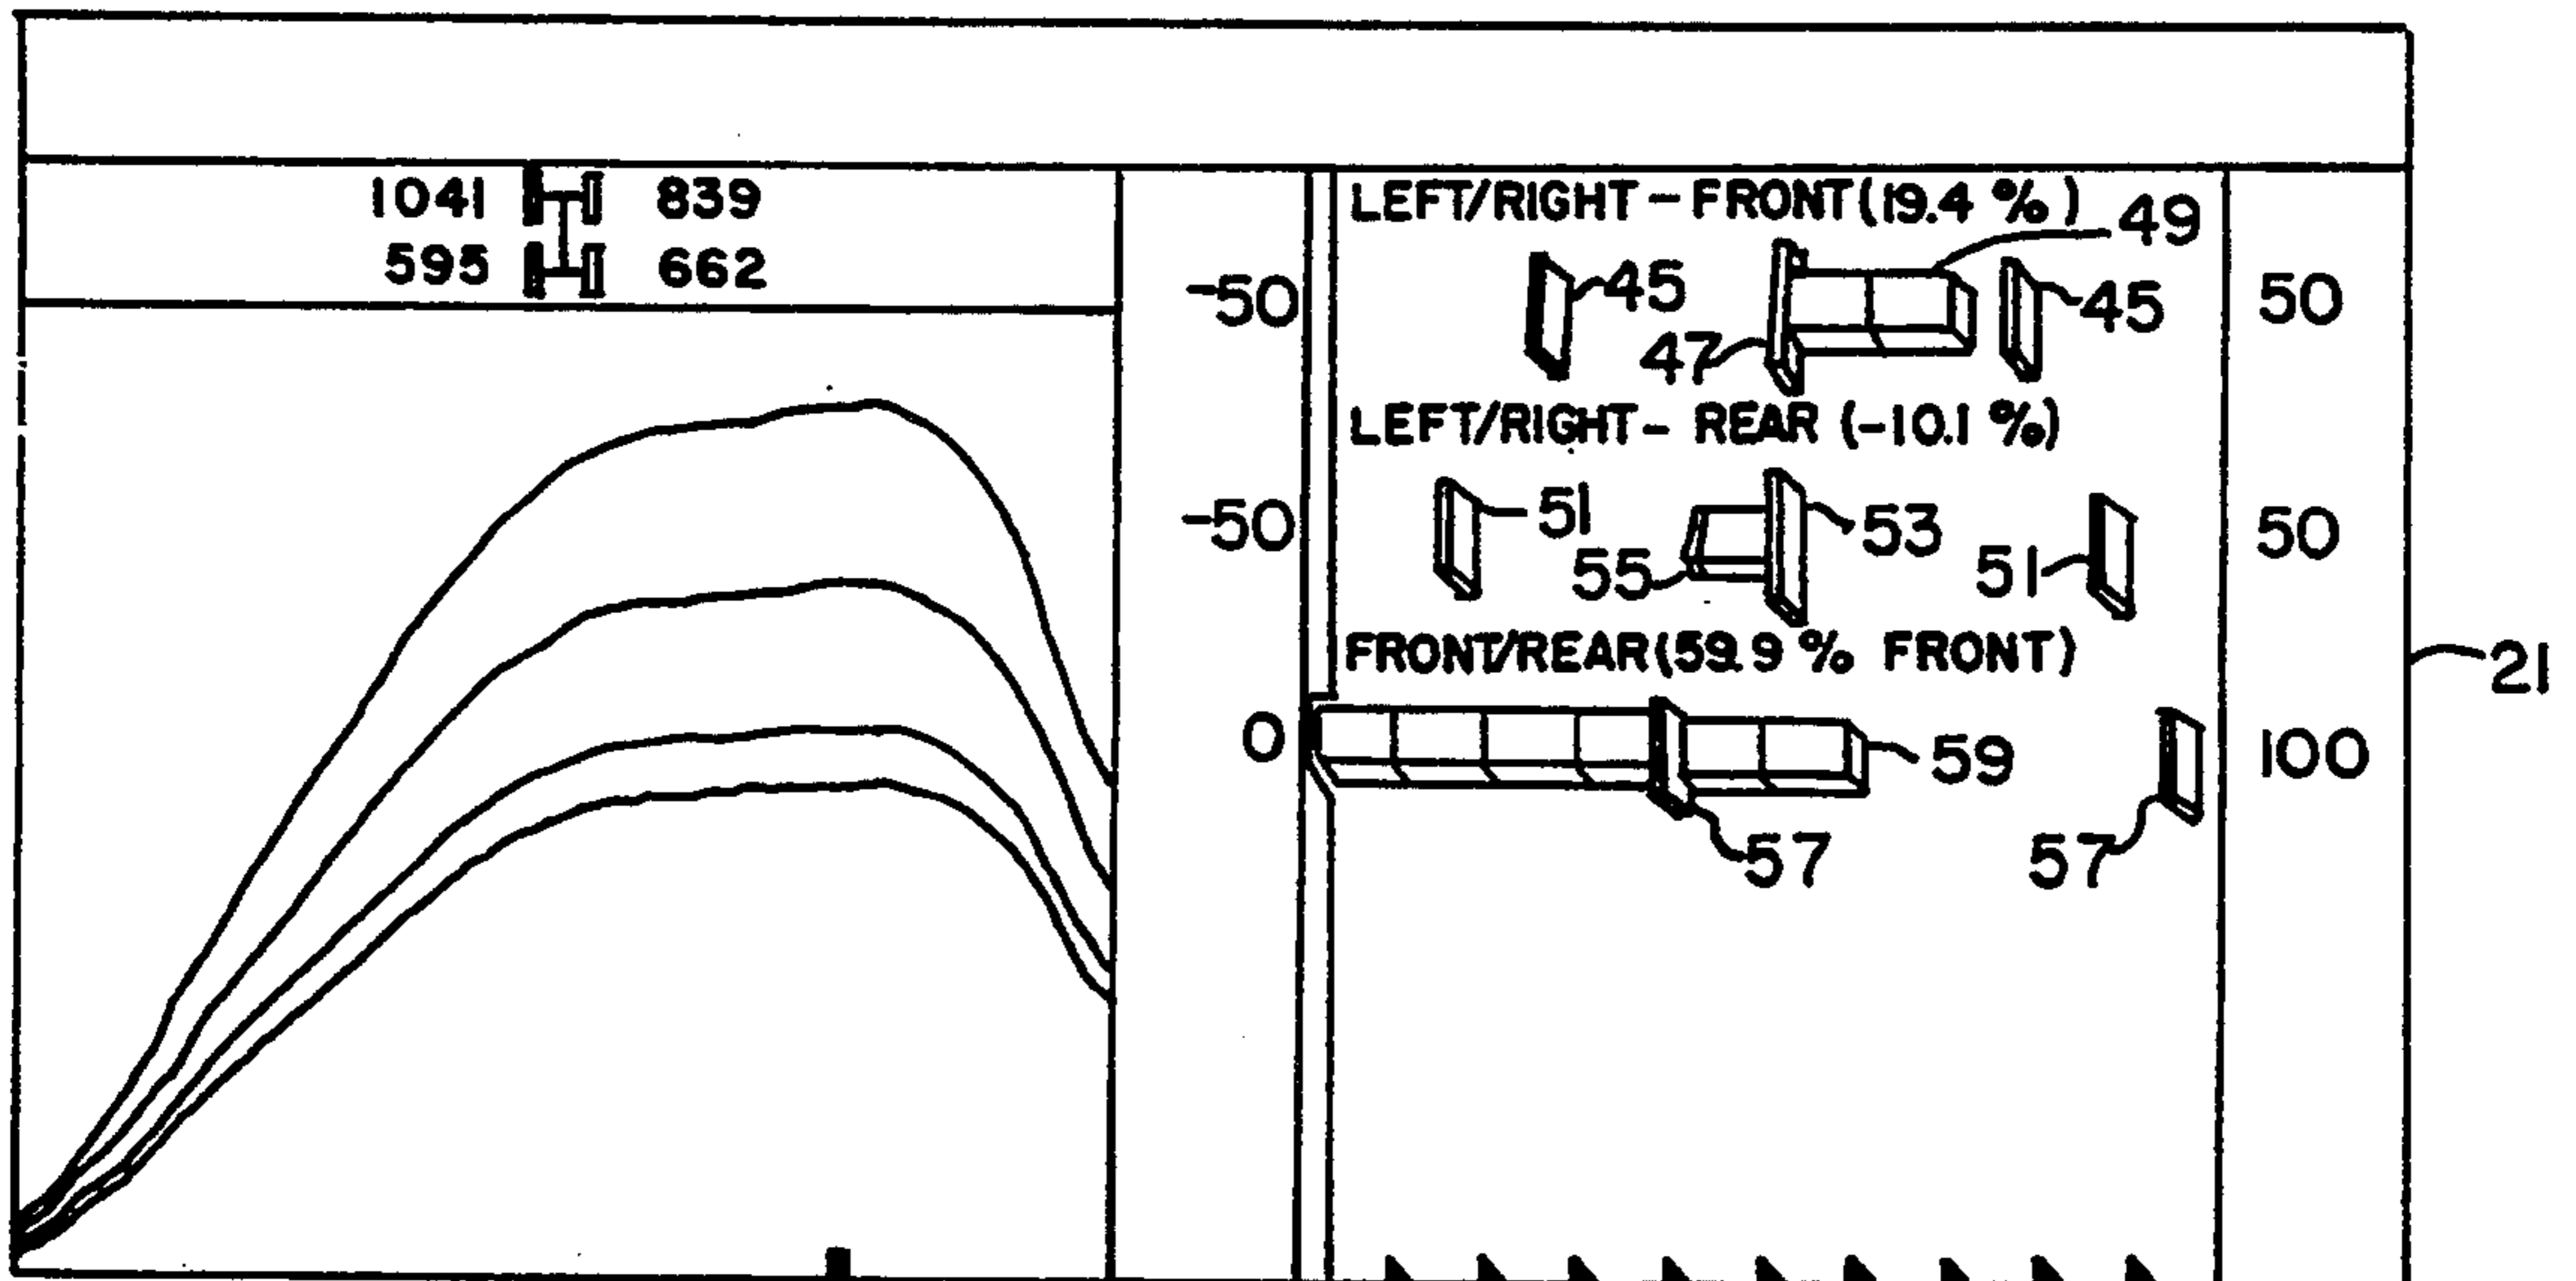 1041 839
595 662
LEFT/RIGHT - FRONT (19.4 %) 49
-50 45 47 45 50
LEFT/RIGHT - REAR (-10.1 %)
-50 51 55 53 51 50
FRONT/REAR (59.9 % FRONT)
21
0 59 100
57 57